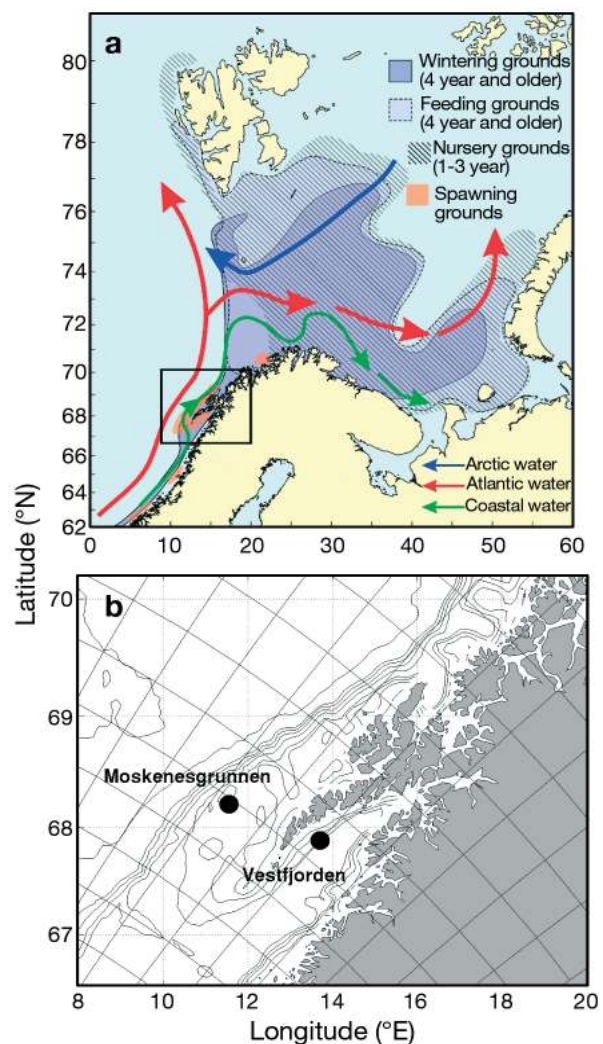 a
80
78
76
74
72
70
68
66
64
62
0
10
20
30
40
50
60
Wintering grounds
(4 year and older)
Feeding grounds
(4 year and older)
Nursery grounds
(1-3 year)
Spawning
grounds
Arctic water
Atlantic water
Coastal water
Latitude (°N)
b
70
69
68
67
Moskenesgrunnen
Vestfjorden
8
10
12
14
16
20
Longitude (°E)